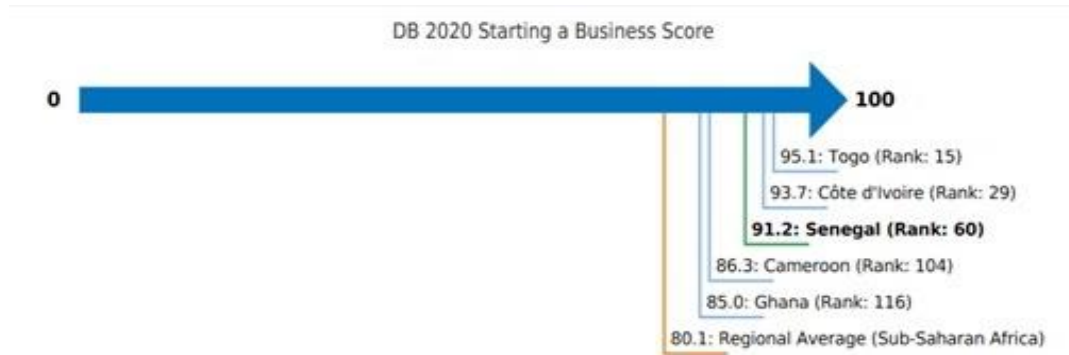 DB 2020 Starting a Business Score
0
100
95.1: Togo (Rank: 15)
93.7: Côte d'Ivoire (Rank: 29)
91.2: Senegal (Rank: 60)
86.3: Cameroon (Rank: 104)
85.0: Ghana (Rank: 116)
80.1: Regional Average (Sub-Saharan Africa)